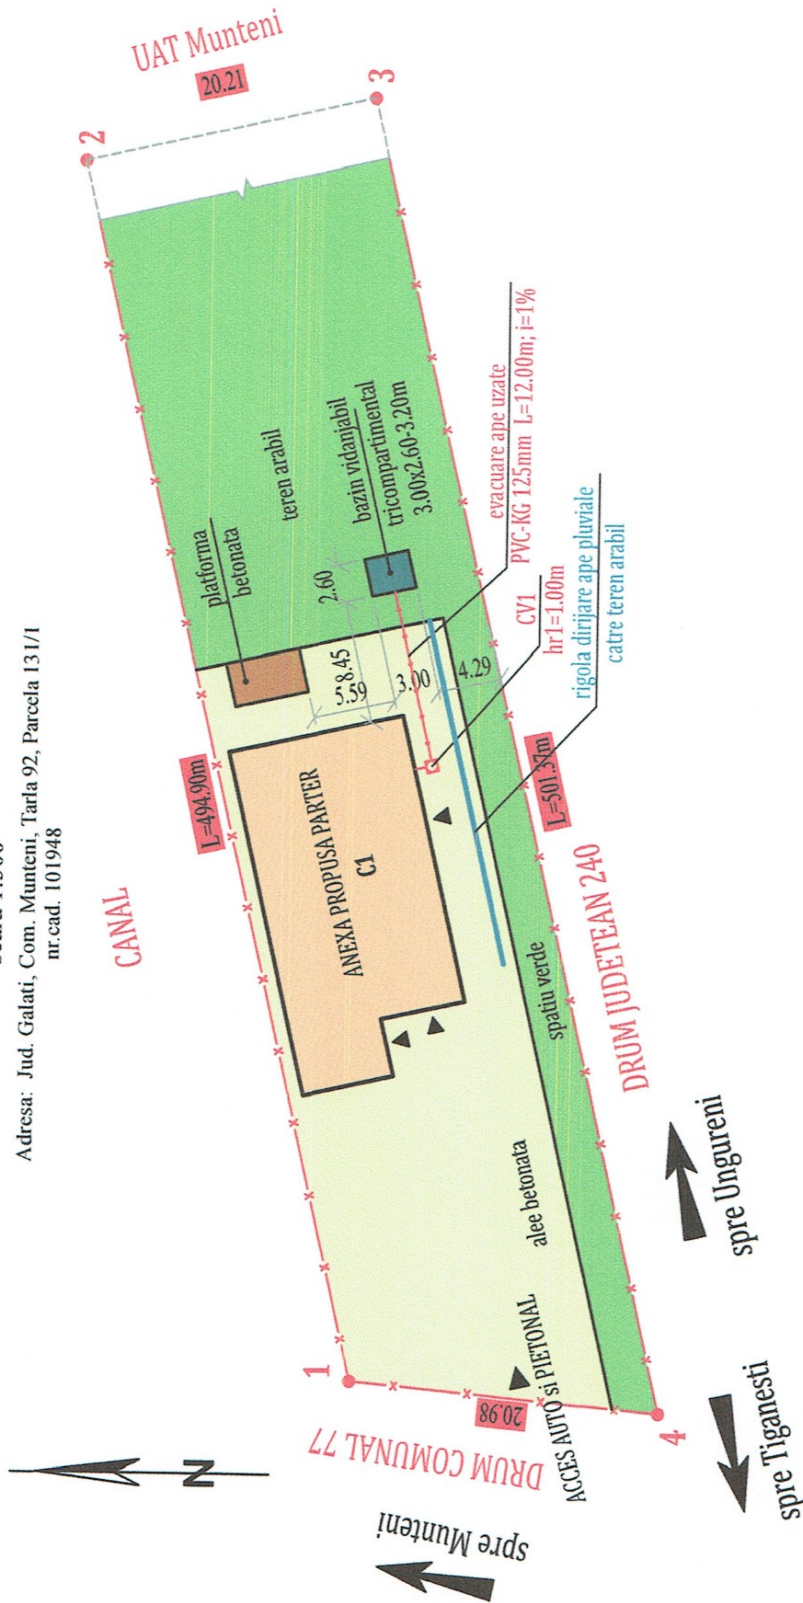 Adresa: Jud. Galati, Com. Munteni, Tarla 92, Parcela 131/1
nr.cad. 101948
UAT Munteni
20.21
2
3
CANAL
L=494.90m
platforma
betonata
teren arabil
bazin vidanjabil
tricompartimental
3.00x2.60-3.20m
2.60
8.45
5.59
3.00
4.29
ANEXA PROPUSA PARTER
C1
evacuare ape uzate
PVC-KG 125mm L=12.00m; i=1%
CV1
hr1=1.00m
rigola dirijare ape pluviale
catre teren arabil
L=501.37m
spatiu verde
DRUM JUDETEAN 240
alee betonata
1
20.98
ACCES AUTO si PIETONAL
4
DRUM COMUNAL 77
N
spre Munteni
spre Ungureni
spre Tiganesti